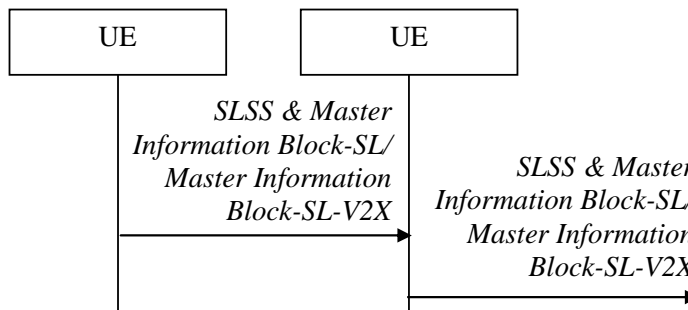 UE
UE
SLSS & Master
Information Block-SL/
Master Information
Block-SL-V2X
SLSS & Master
Information Block-SL/
Master Information
Block-SL-V2X